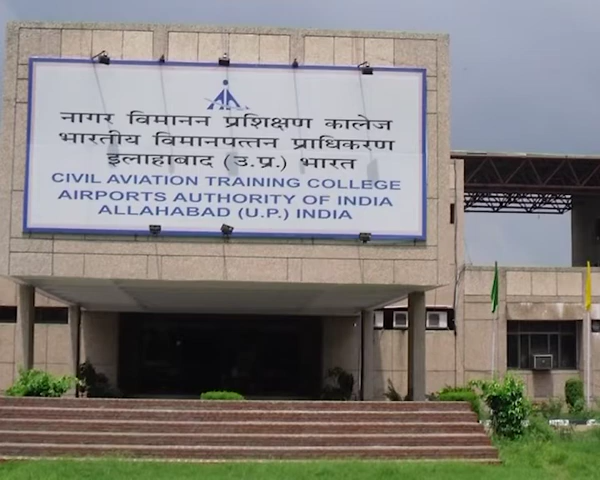 नागर विमानन प्रशिक्षण कालेज
भारतीय विमानपत्तन प्राधिकरण
इलाहाबाद (उ.प्र.) भारत
CIVIL AVIATION TRAINING COLLEGE
AIRPORTS AUTHORITY OF INDIA
ALLAHABAD (U.P.) INDIA